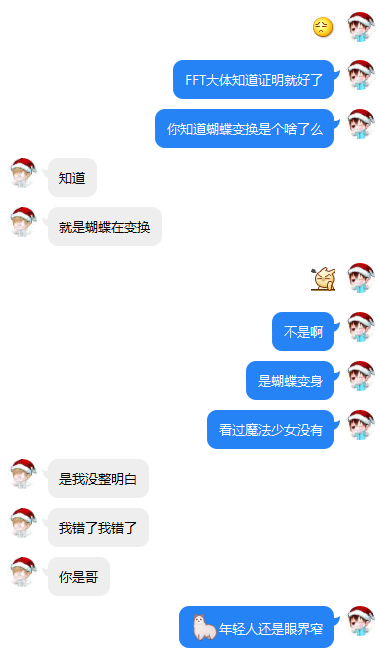 FFT大体知道证明就好了
你知道蝴蝶变换是个啥了么
知道
就是蝴蝶在变换
不是啊
是蝴蝶变身
看过魔法少女没有
是我没整明白
我错了我错了
你是哥
年轻人还是眼界窄